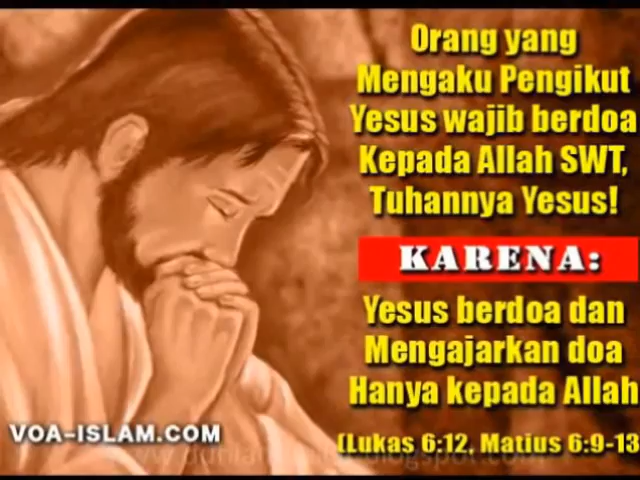 Orang yang
Mengaku Pengikut
Yesus wajib berdoa
Kepada Allah SWT,
Tuhannya Yesus!
KARENA:
Yesus berdoa dan
Mengajarkan doa
Hanya kepada Allah
(Lukas 6:12, Matius 6:9-13
VOA-ISLAM.COM